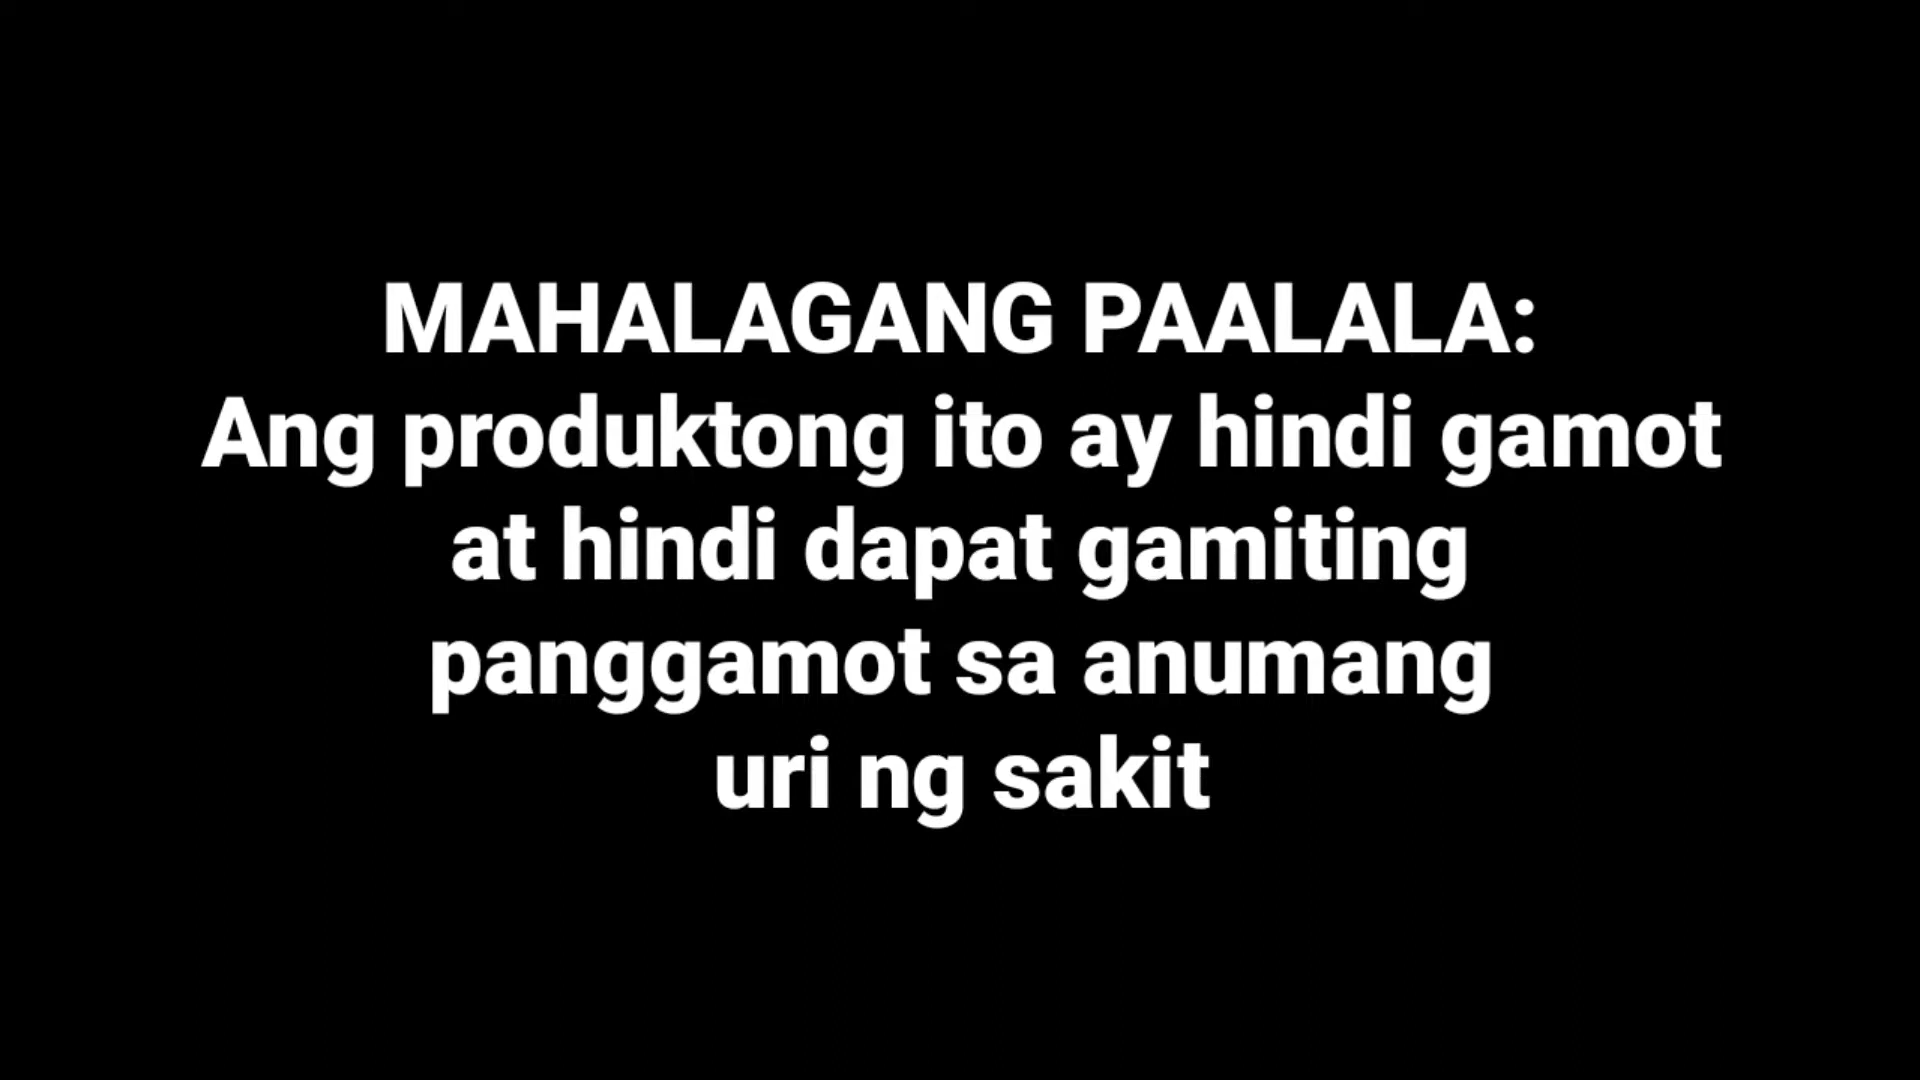 MAHALAGANG PAALALA:
Ang produktong ito ay hindi gamot
at hindi dapat gamiting
panggamot sa anumang
uri ng sakit